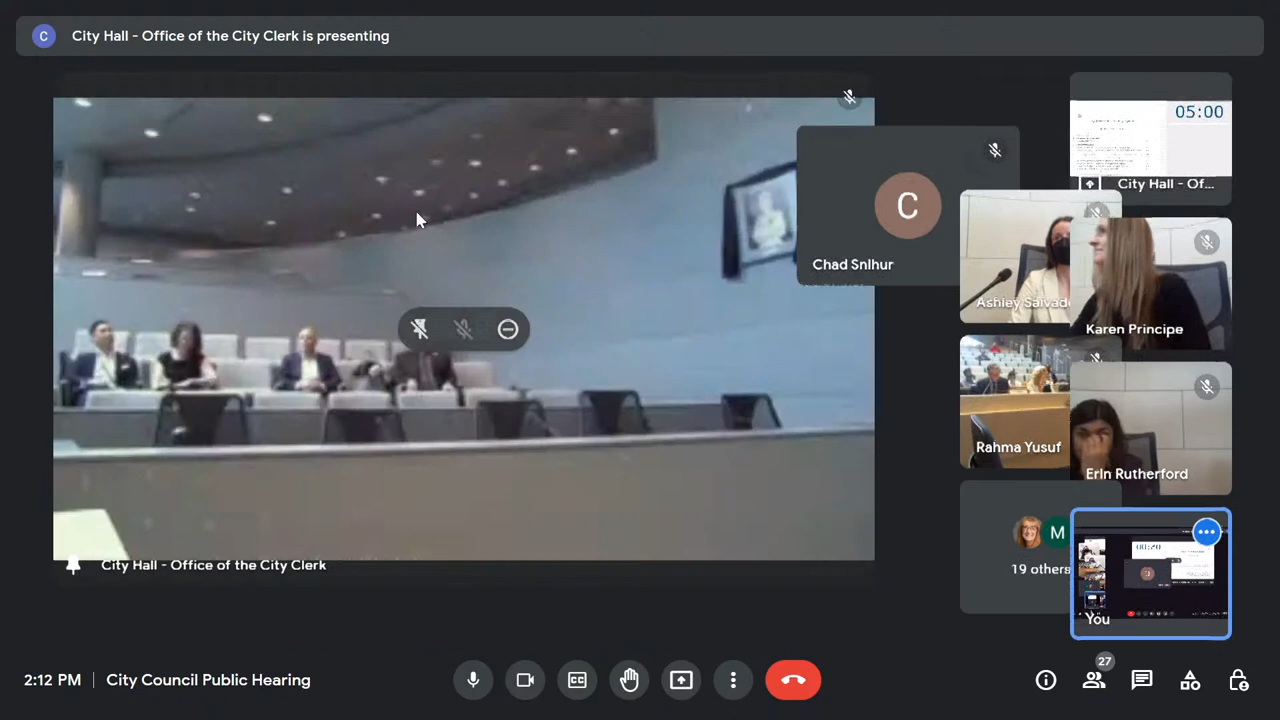 C City Hall - Office of the City Clerk is presenting
05:00
City Hall - Of...
C
Chad Snlhur
Ashley Salvad
Karen Principe
Rahma Yusuf
Erln Rutherford
M
19 others
You
City Hall - Office of the City Clerk
2:12 PM | City Council Public Hearing
27